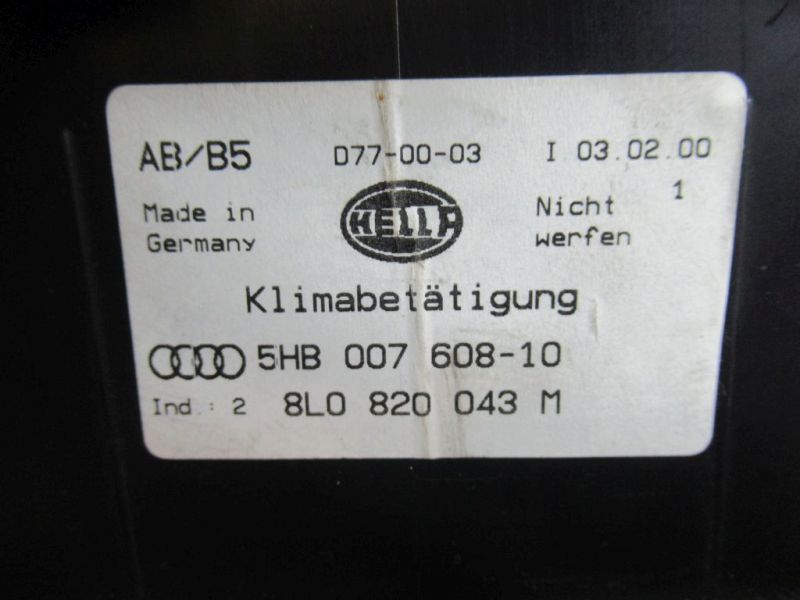 AB/B5 D77-00-03 I 03.02.00
Made in Germany
HELLA
Nicht werfen
1
Klimabetätigung
5HB 007 608-10
Ind.: 2 8L0 820 043 M